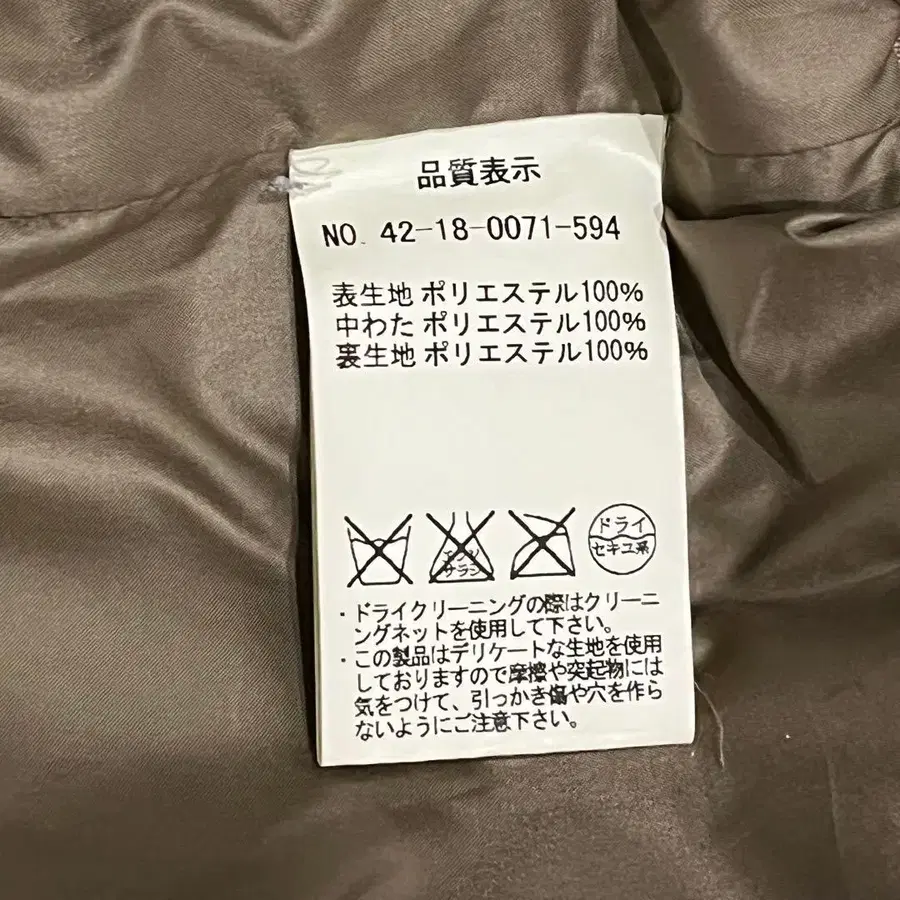 品質表示
NO. 42-18-0071-594
表生地 ポリエステル100%
中わた ポリエステル100%
裏生地 ポリエステル100%
エンソ
サラシ
ドライ
セキユ系
・ドライクリーニングの際はクリーニ
ングネットを使用して下さい。
・この製品はデリケートな生地を使用
しておりますので摩擦や突起物には
気をつけて、引っかき傷や穴を作ら
ないようにご注意下さい。